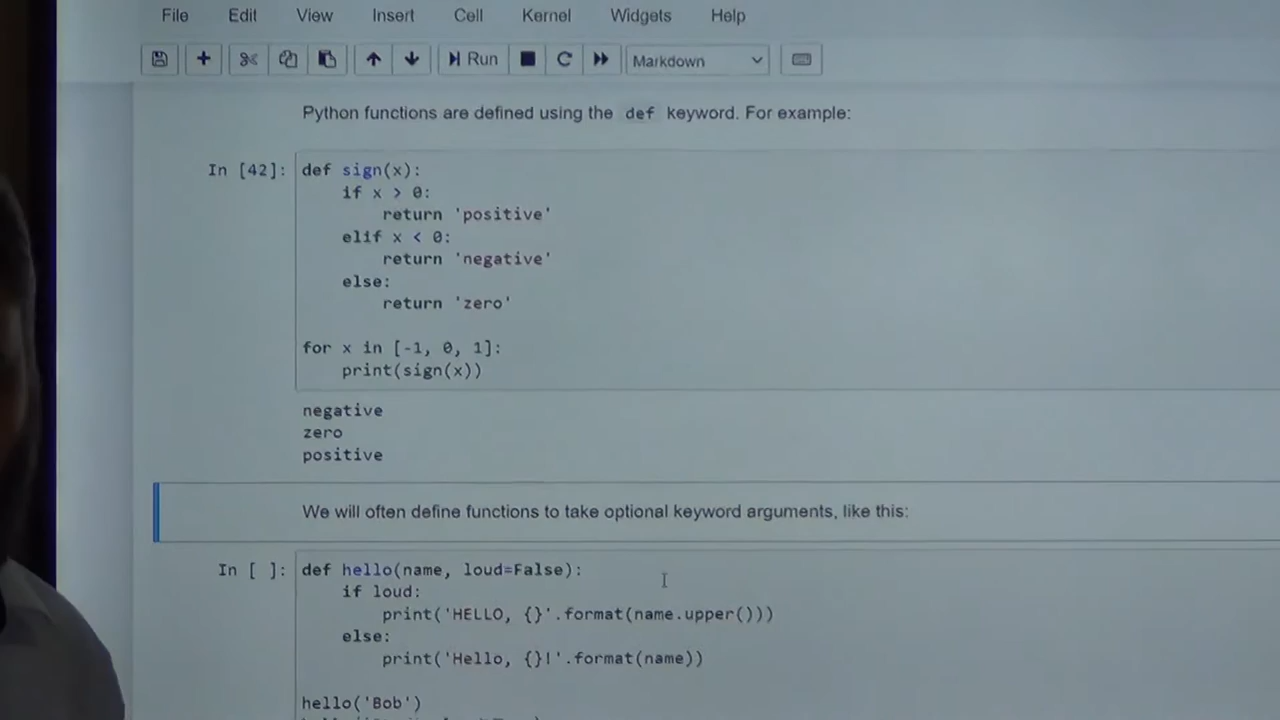 File Edit View Insert Cell Kernel Widgets Help
Run Markdown
Python functions are defined using the def keyword. For example:
In [42]: def sign(x):
if x > 0:
return 'positive'
elif x < 0:
return 'negative'
else:
return 'zero'
for x in [-1, 0, 1]:
print(sign(x))
negative
zero
positive
We will often define functions to take optional keyword arguments, like this:
In [ ]: def hello(name, loud=False):
if loud:
print('HELLO, {}'.format(name.upper()))
else:
print('Hello, {}!'.format(name))
hello('Bob')